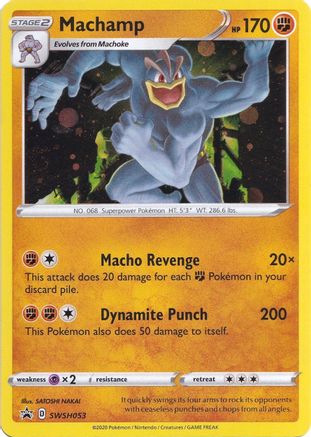 STAGE 2 Machamp HP 170
Evolves from Machoke
NO. 068 Superpower Pokémon HT: 5'3" WT: 286.6 lbs.
Macho Revenge 20×
This attack does 20 damage for each Pokémon in your
discard pile.
Dynamite Punch 200
This Pokémon also does 50 damage to itself.
weakness ×2 resistance retreat
Illus. SATOSHI NAKAI
D SWSH053
It quickly swings its four arms to rock its opponents
with ceaseless punches and chops from all angles.
©2020 Pokémon / Nintendo / Creatures / GAME FREAK